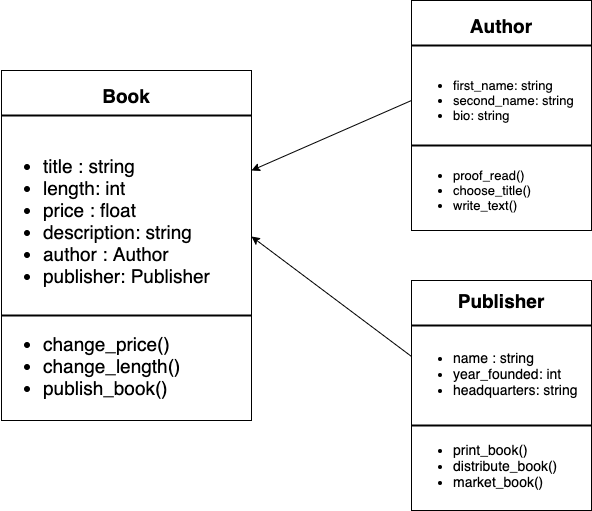 Book
• title : string
• length: int
• price : float
• description: string
• author : Author
• publisher: Publisher
• change_price()
• change_length()
• publish_book()
Author
• first_name: string
• second_name: string
• bio: string
• proof_read()
• choose_title()
• write_text()
Publisher
• name : string
• year_founded: int
• headquarters: string
• print_book()
• distribute_book()
• market_book()